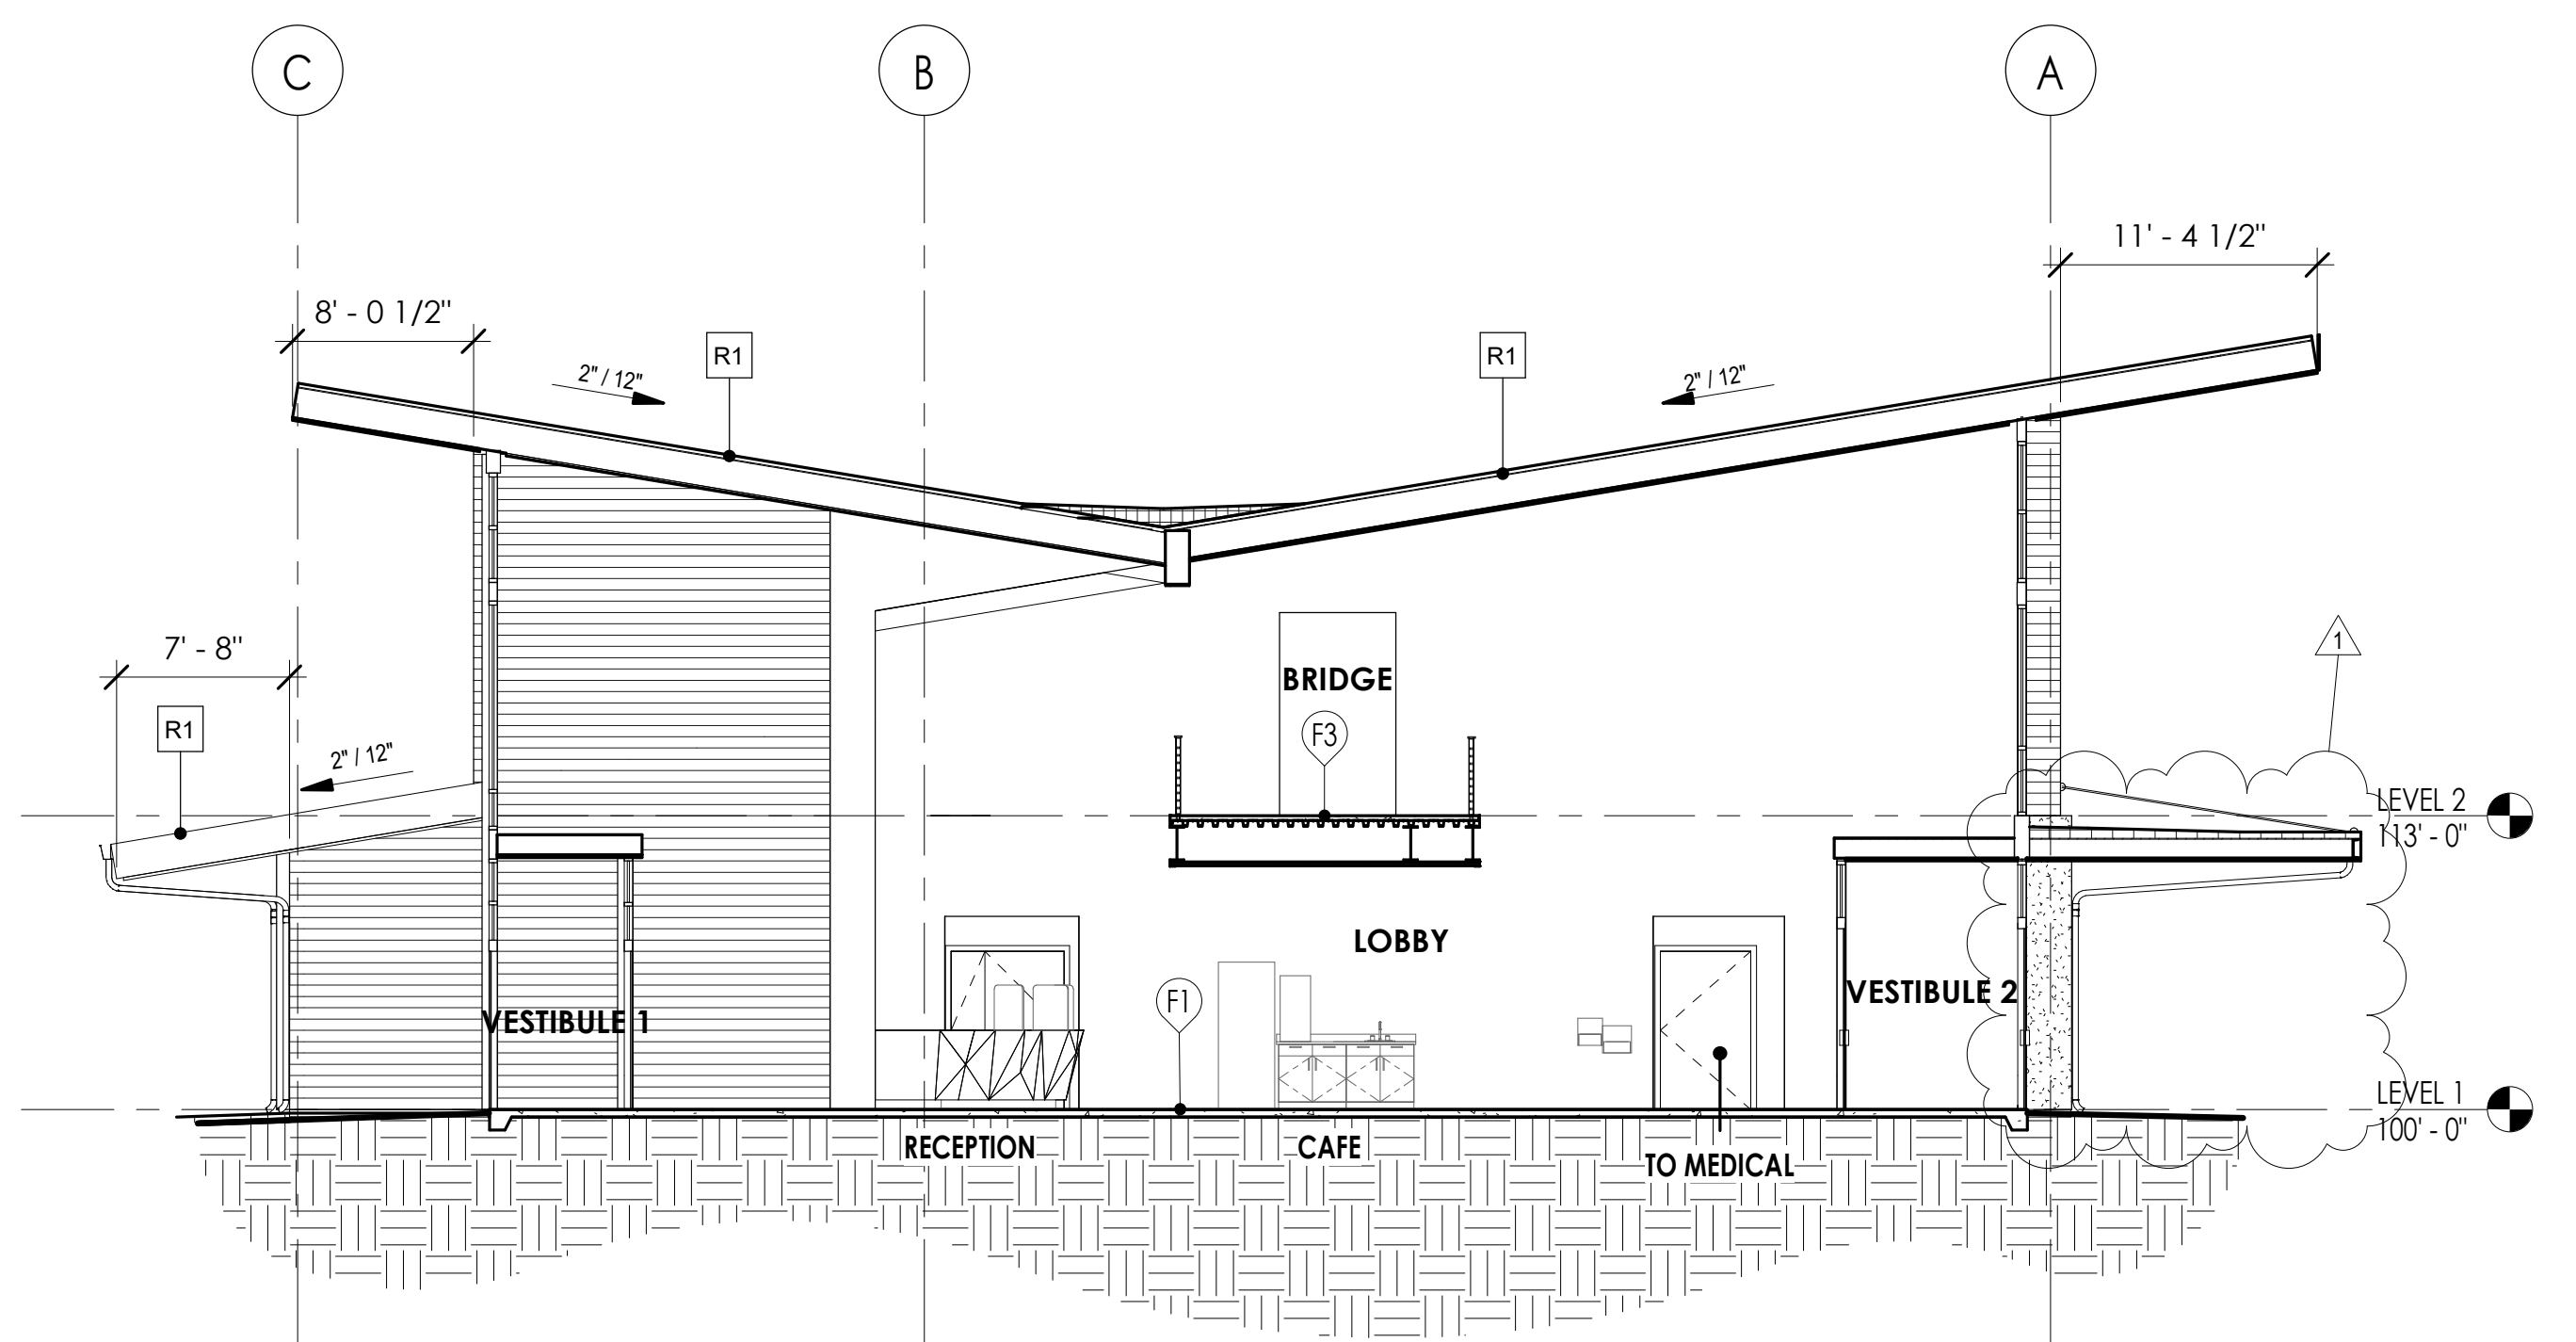 C
B
A
11' - 4 1/2"
8' - 0 1/2"
R1
R1
2" / 12"
2" / 12"
7' - 8"
1
BRIDGE
R1
F3
2" / 12"
LEVEL 2
113' - 0"
LOBBY
VESTIBULE 2
F1
VESTIBULE 1
LEVEL 1
100' - 0"
RECEPTION
CAFE
TO MEDICAL